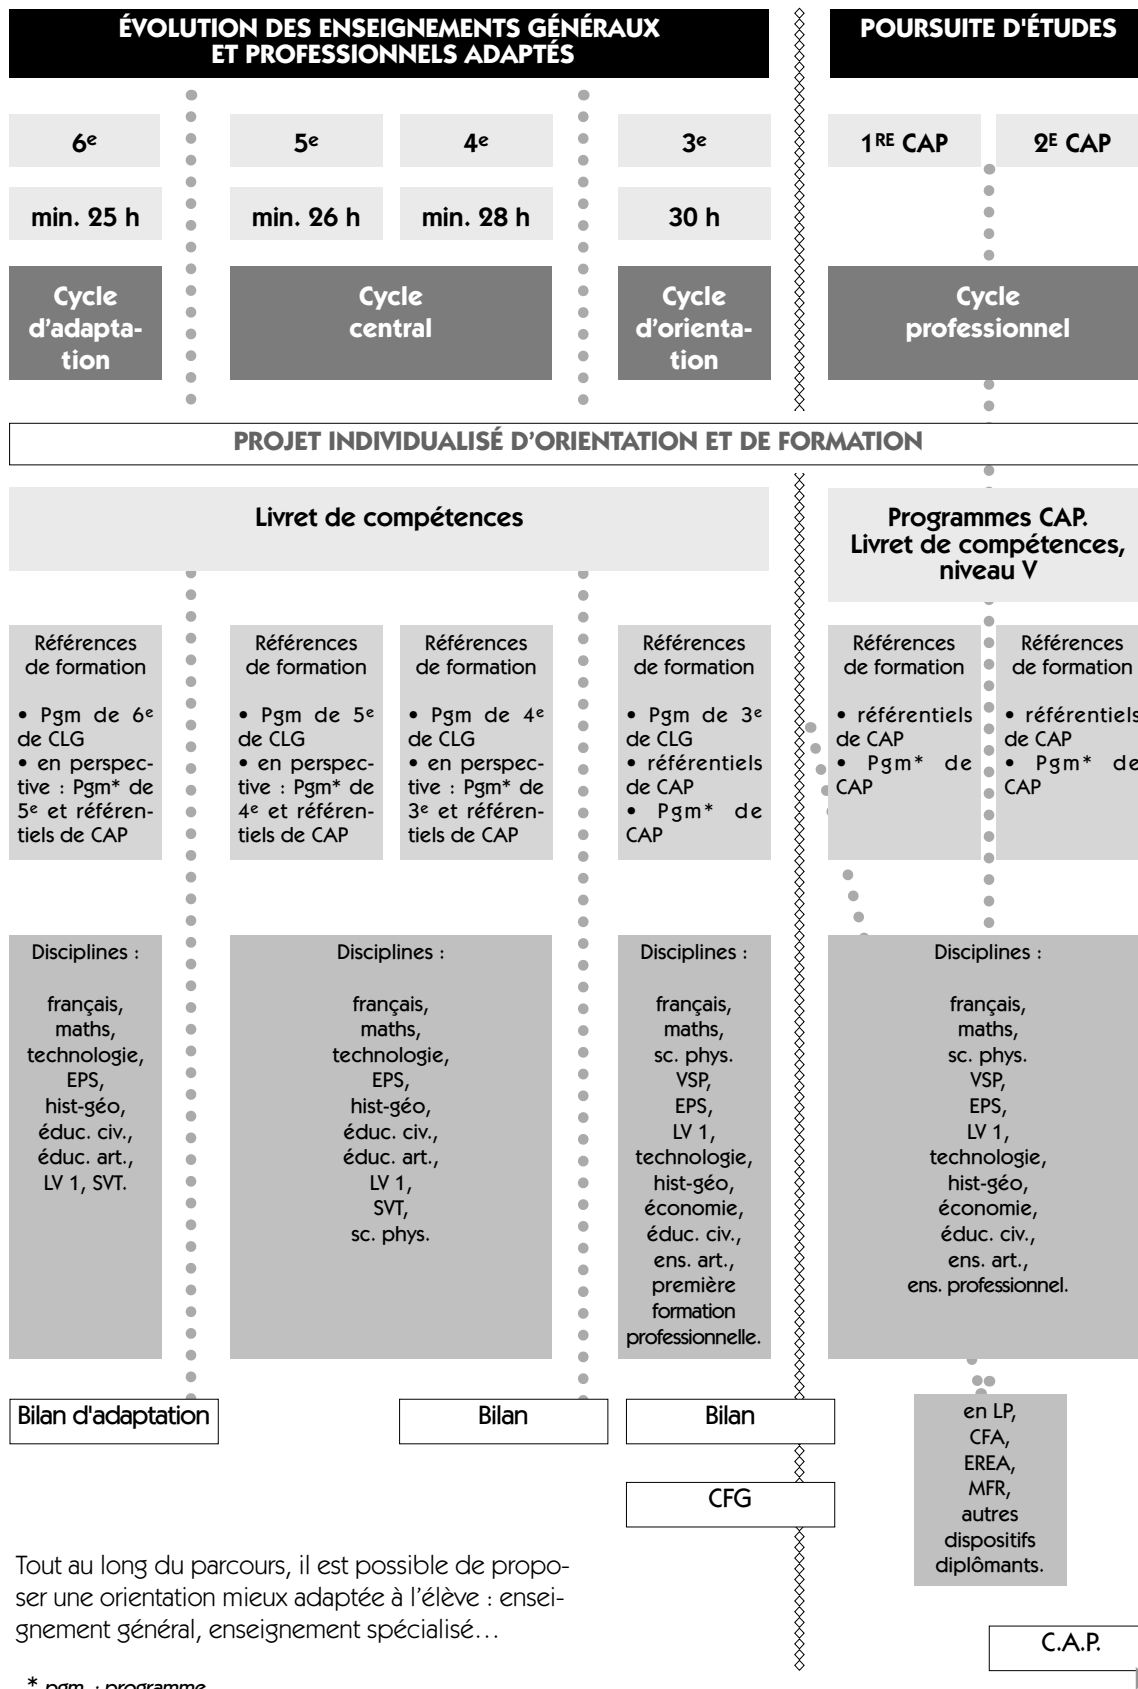 ÉVOLUTION DES ENSEIGNEMENTS GÉNÉRAUX
ET PROFESSIONNELS ADAPTÉS
POURSUITE D'ÉTUDES
6e
5e
4e
3e
1RE CAP
2E CAP
min. 25 h
min. 26 h
min. 28 h
30 h
Cycle
d’adapta-
tion
Cycle
central
Cycle
d’orienta-
tion
Cycle
professionnel
PROJET INDIVIDUALISÉ D’ORIENTATION ET DE FORMATION
Livret de compétences
Programmes CAP.
Livret de compétences,
niveau V
Références
de formation
• Pgm de 6e
de CLG
• en perspec-
tive : Pgm* de
5e et référen-
tiels de CAP
Références
de formation
• Pgm de 5e
de CLG
• en perspec-
tive : Pgm* de
4e et référen-
tiels de CAP
Références
de formation
• Pgm de 4e
de CLG
• en perspec-
tive : Pgm* de
3e et référen-
tiels de CAP
Références
de formation
• Pgm de 3e
de CLG
• référentiels
de CAP
• Pgm* de
CAP
Références
de formation
• référentiels
de CAP
• Pgm* de
CAP
Références
de formation
• référentiels
de CAP
• Pgm* de
CAP
Disciplines :
français,
maths,
technologie,
EPS,
hist-géo,
éduc. civ.,
éduc. art.,
LV 1, SVT.
Disciplines :
français,
maths,
technologie,
EPS,
hist-géo,
éduc. civ.,
éduc. art.,
LV 1,
SVT,
sc. phys.
Disciplines :
français,
maths,
sc. phys.
VSP,
EPS,
LV 1,
technologie,
hist-géo,
économie,
éduc. civ.,
ens. art.,
première
formation
professionnelle.
Disciplines :
français,
maths,
sc. phys.
VSP,
EPS,
LV 1,
technologie,
hist-géo,
économie,
éduc. civ.,
ens. art.,
ens. professionnel.
Bilan d'adaptation
Bilan
Bilan
CFG
en LP,
CFA,
EREA,
MFR,
autres
dispositifs
diplômants.
C.A.P.
Tout au long du parcours, il est possible de propo-
ser une orientation mieux adaptée à l’élève : ensei-
gnement général, enseignement spécialisé…
* pgm : programme